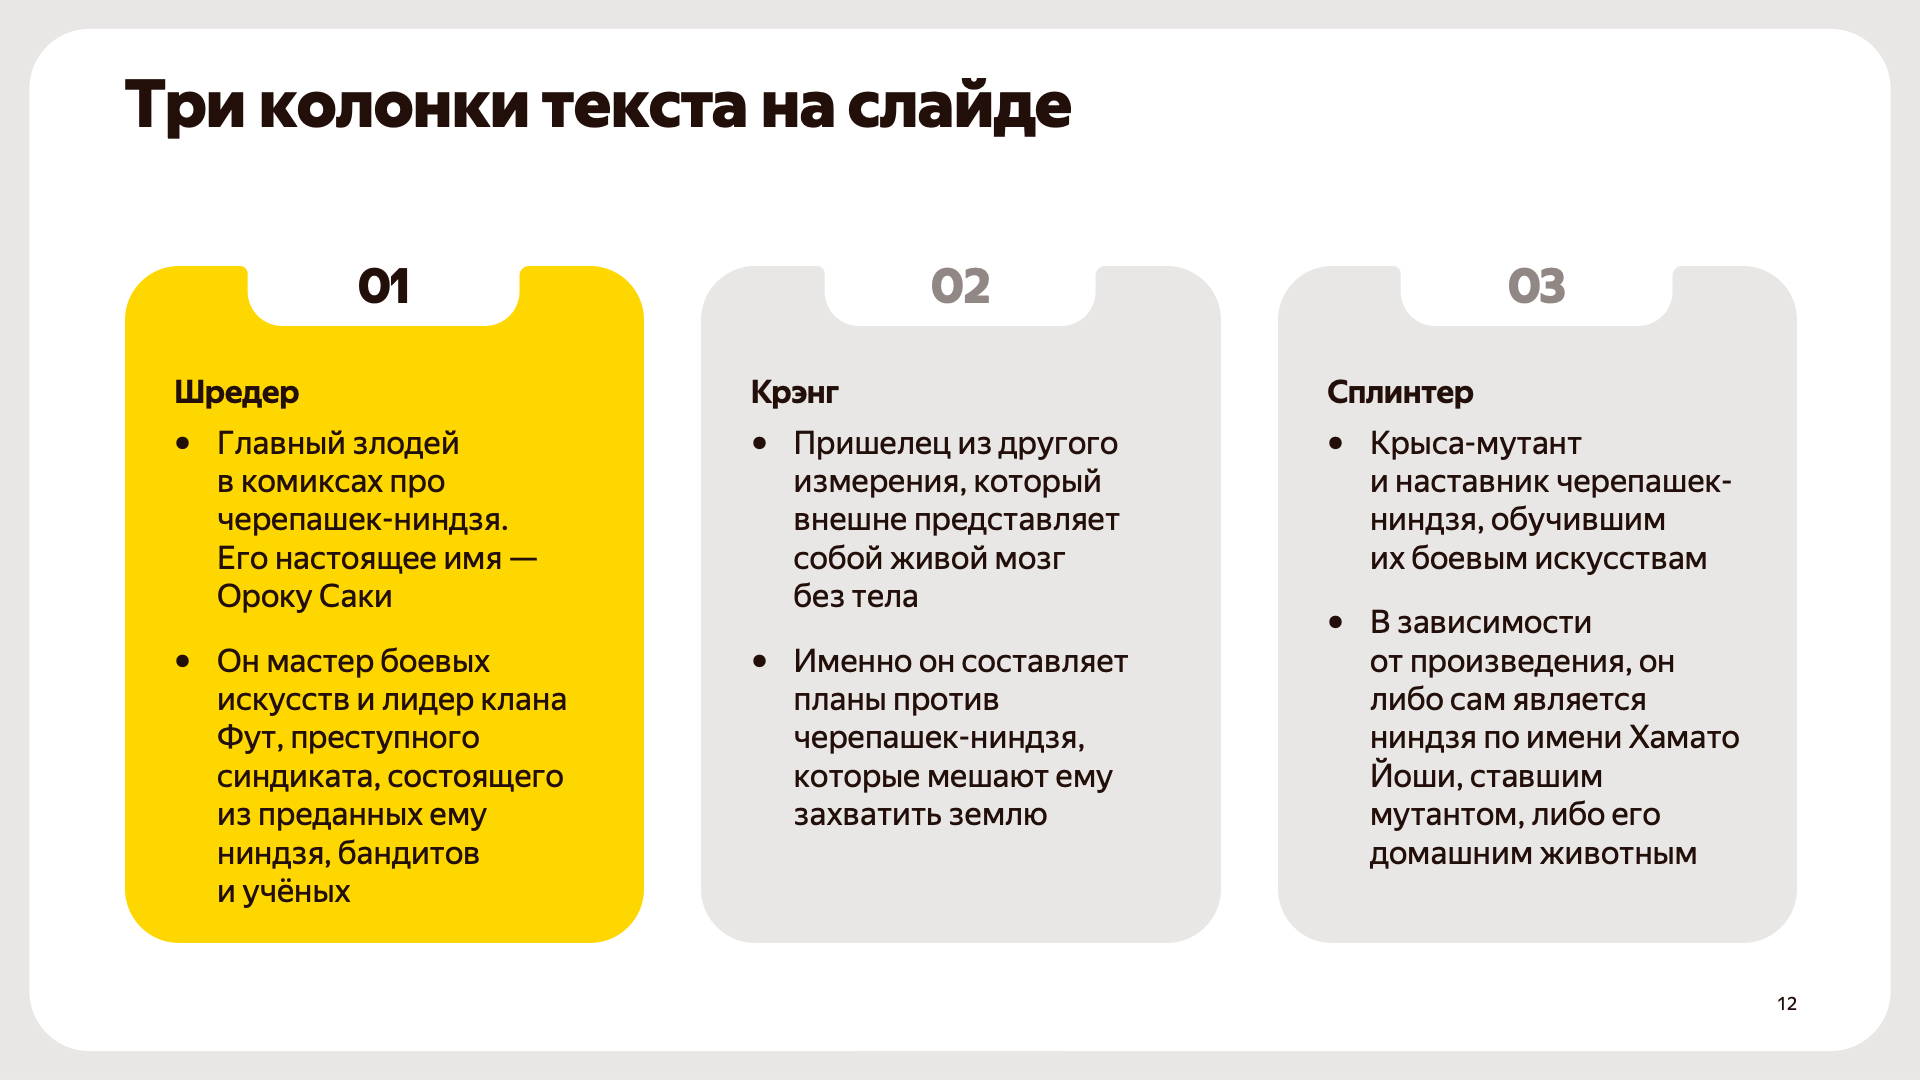 Три колонки текста на слайде
01
Шредер
● Главный злодей
в комиксах про
черепашек-ниндзя.
Его настоящее имя —
Ороку Саки
● Он мастер боевых
искусств и лидер клана
Фут, преступного
синдиката, состоящего
из преданных ему
ниндзя, бандитов
и учёных
02
Крэнг
● Пришелец из другого
измерения, который
внешне представляет
собой живой мозг
без тела
● Именно он составляет
планы против
черепашек-ниндзя,
которые мешают ему
захватить землю
03
Сплинтер
● Крыса-мутант
и наставник черепашек-
ниндзя, обучившим
их боевым искусствам
● В зависимости
от произведения, он
либо сам является
ниндзя по имени Хамато
Йоши, ставшим
мутантом, либо его
домашним животным
12